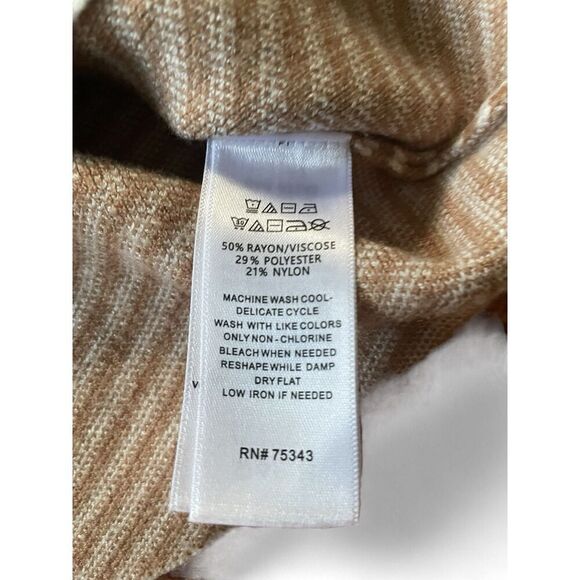 30
50% RAYON/VISCOSE
29% POLYESTER
21% NYLON
MACHINE WASH COOL-
DELICATE CYCLE
WASH WITH LIKE COLORS
ONLY NON-CHLORINE
BLEACH WHEN NEEDED
RESHAPE WHILE DAMP
DRY FLAT
LOW IRON IF NEEDED
RN# 75343